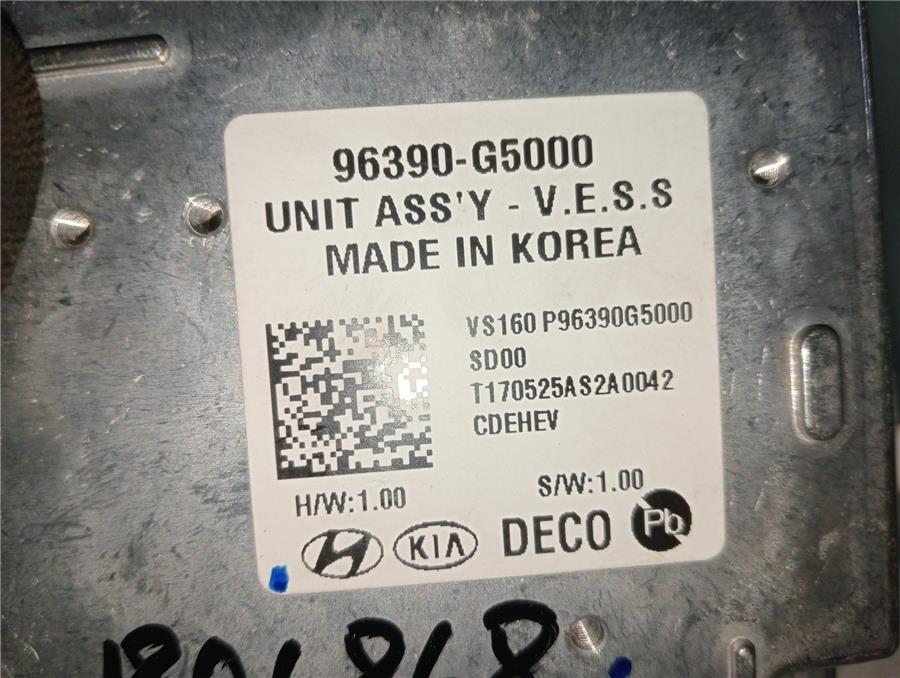 96390-G5000
UNIT ASS'Y - V.E.S.S
MADE IN KOREA
VS160 P96390G5000
SD00
T170525AS2A0042
CDEHEV
H/W:1.00
S/W:1.00
KIA DECO Pb